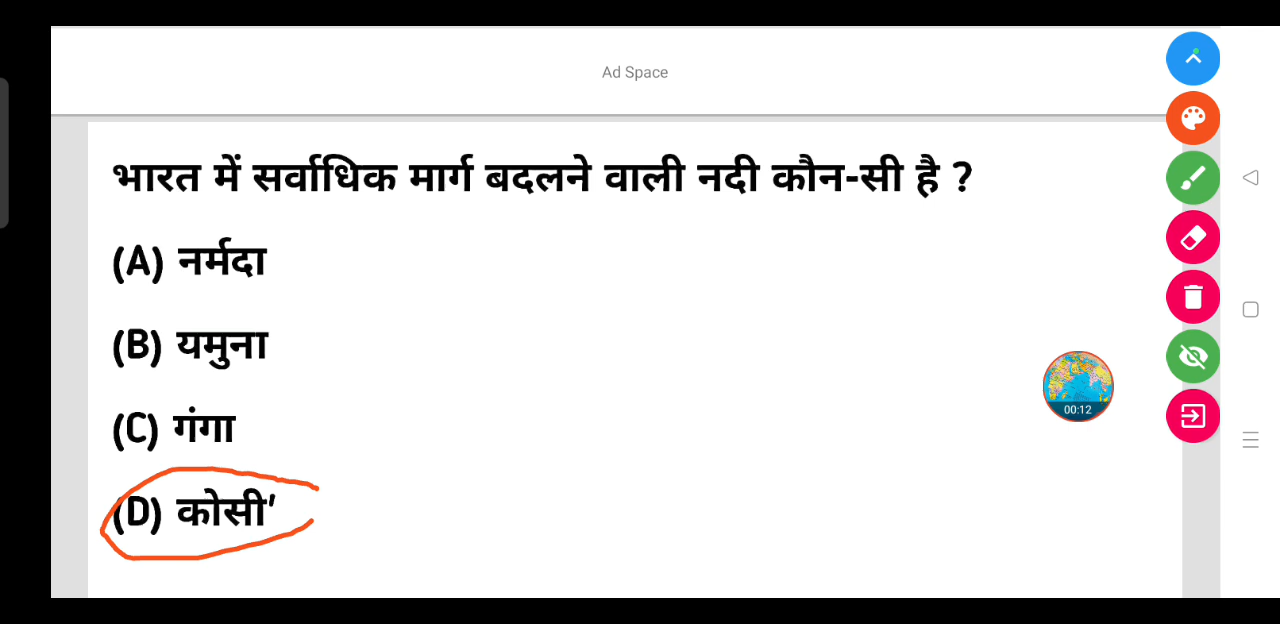 Ad Space
भारत में सर्वाधिक मार्ग बदलने वाली नदी कौन-सी है ?
(A) नर्मदा
(B) यमुना
(C) गंगा
(D) कोसी'
00:12